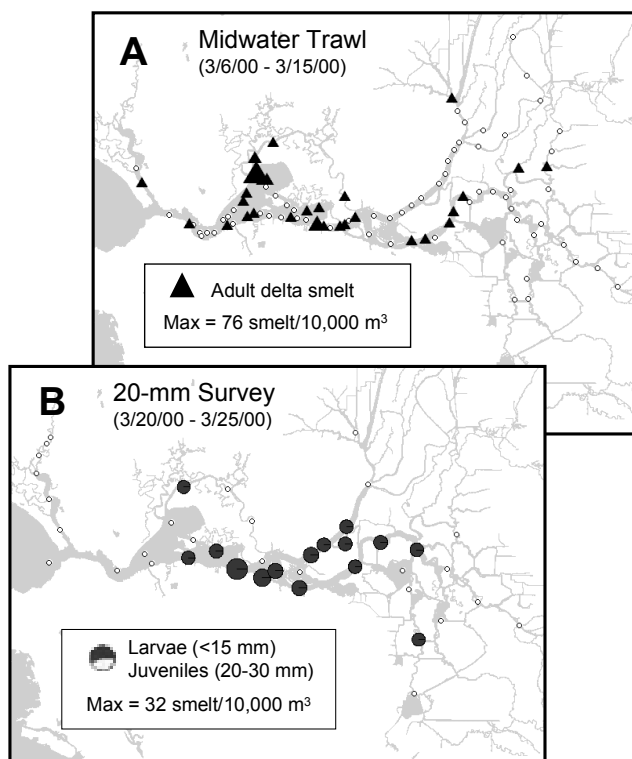 A
Midwater Trawl
(3/6/00 - 3/15/00)
Adult delta smelt
Max = 76 smelt/10,000 m³
B
20-mm Survey
(3/20/00 - 3/25/00)
Larvae (<15 mm)
Juveniles (20-30 mm)
Max = 32 smelt/10,000 m³